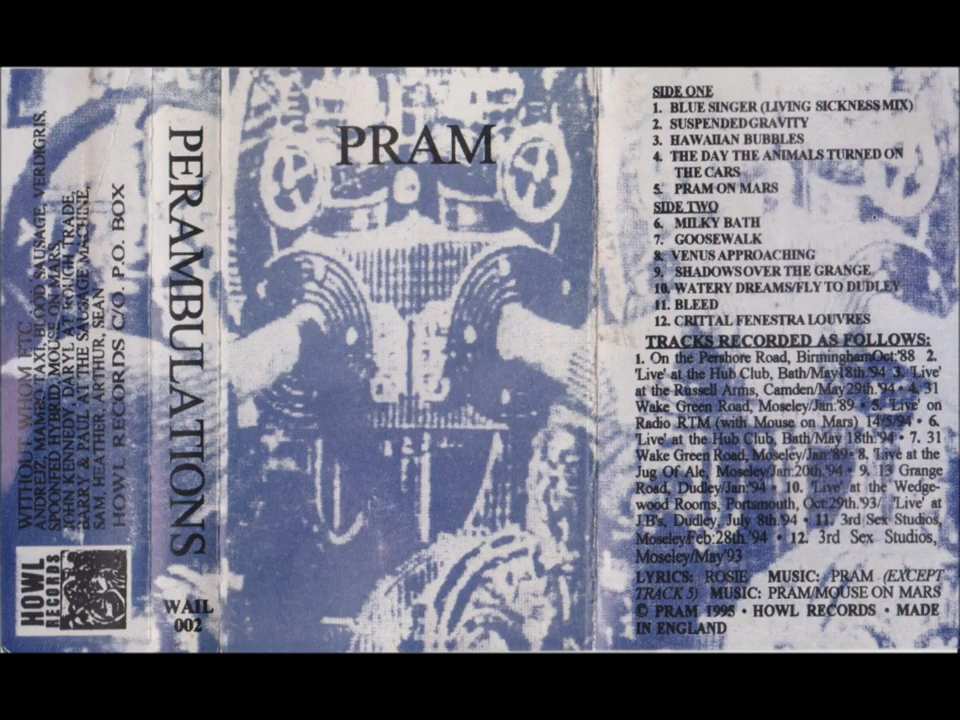 WITHOUT WHOM ETC.
ANDREIZ, MAMBO TAXI, BLOOD SAUSAGE, VERDIGRIS,
SPOONFED HYBRID, MOUSE ON MARS,
JOHN KENNEDY, DARYL AT ROUGH TRADE,
BARRY & PAUL AT THE SAUSAGE MACHINE,
SAM, HEATHER, ARTHUR, SEAN
HOWL RECORDS C/O. P.O. BOX
HOWL
RECORDS
PERAMBULATIONS
WAIL
002
PRAM
SIDE ONE
1. BLUE SINGER (LIVING SICKNESS MIX)
2. SUSPENDED GRAVITY
3. HAWAIIAN BUBBLES
4. THE DAY THE ANIMALS TURNED ON
THE CARS
5. PRAM ON MARS
SIDE TWO
6. MILKY BATH
7. GOOSEWALK
8. VENUS APPROACHING
9. SHADOWS OVER THE GRANGE
10. WATERY DREAMS/FLY TO DUDLEY
11. BLEED
12. CRITTAL FENESTRA LOUVRES
TRACKS RECORDED AS FOLLOWS:
1. On the Pershore Road, Birmingham Oct:'88 2.
'Live' at the Hub Club, Bath/May18th.'94 3. 'Live'
at the Russell Arms, Camden/May29th.'94 • 4. 31
Wake Green Road, Moseley/Jan:'89 • 5. 'Live' on
Radio RTM (with Mouse on Mars) 14/5/94 • 6.
'Live' at the Hub Club, Bath/May 18th.'94 • 7. 31
Wake Green Road, Moseley/Jan:'89 • 8. 'Live at the
Jug Of Ale, Moseley/Jan:20th.'94 • 9. 13 Grange
Road, Dudley/Jan:'94 • 10. 'Live' at the Wedge-
wood Rooms, Portsmouth, Oct:29th.'93/ 'Live' at
J.B's, Dudley, July 8th.'94 • 11. 3rd Sex Studios,
Moseley/Feb:28th.'94 • 12. 3rd Sex Studios,
Moseley/May'93
LYRICS: ROSIE MUSIC: PRAM (EXCEPT
TRACK 5) MUSIC: PRAM/MOUSE ON MARS
© PRAM 1995 • HOWL RECORDS • MADE
IN ENGLAND